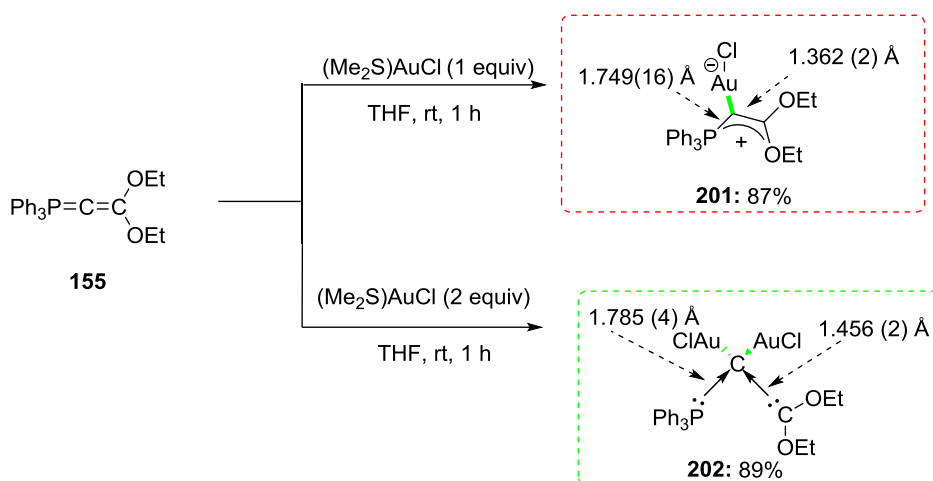 (Me2S)AuCl (1 equiv)
THF, rt, 1 h
Cl
⊖
Au
1.749(16) Å
1.362 (2) Å
OEt
Ph3P
+
OEt
201: 87%
Ph3P=C=C
OEt
OEt
155
(Me2S)AuCl (2 equiv)
THF, rt, 1 h
1.785 (4) Å
ClAu
AuCl
1.456 (2) Å
C
Ph3P
C
OEt
OEt
202: 89%